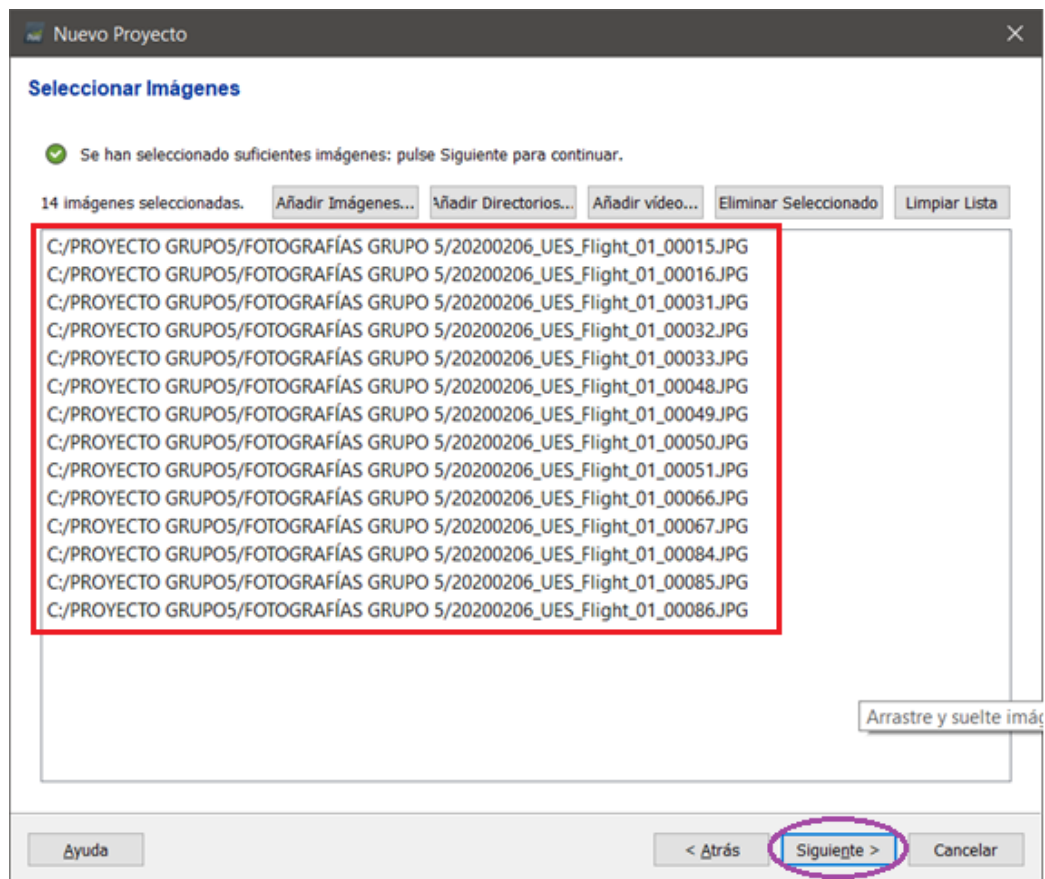 Nuevo Proyecto
Seleccionar Imágenes
Se han seleccionado suficientes imágenes: pulse Siguiente para continuar.
14 imágenes seleccionadas. Añadir Imágenes... Añadir Directorios... Añadir vídeo... Eliminar Seleccionado Limpiar Lista
C:/PROYECTO GRUPO5/FOTOGRAFÍAS GRUPO 5/20200206_UES_Flight_01_00015.JPG
C:/PROYECTO GRUPO5/FOTOGRAFÍAS GRUPO 5/20200206_UES_Flight_01_00016.JPG
C:/PROYECTO GRUPO5/FOTOGRAFÍAS GRUPO 5/20200206_UES_Flight_01_00031.JPG
C:/PROYECTO GRUPO5/FOTOGRAFÍAS GRUPO 5/20200206_UES_Flight_01_00032.JPG
C:/PROYECTO GRUPO5/FOTOGRAFÍAS GRUPO 5/20200206_UES_Flight_01_00033.JPG
C:/PROYECTO GRUPO5/FOTOGRAFÍAS GRUPO 5/20200206_UES_Flight_01_00048.JPG
C:/PROYECTO GRUPO5/FOTOGRAFÍAS GRUPO 5/20200206_UES_Flight_01_00049.JPG
C:/PROYECTO GRUPO5/FOTOGRAFÍAS GRUPO 5/20200206_UES_Flight_01_00050.JPG
C:/PROYECTO GRUPO5/FOTOGRAFÍAS GRUPO 5/20200206_UES_Flight_01_00051.JPG
C:/PROYECTO GRUPO5/FOTOGRAFÍAS GRUPO 5/20200206_UES_Flight_01_00066.JPG
C:/PROYECTO GRUPO5/FOTOGRAFÍAS GRUPO 5/20200206_UES_Flight_01_00067.JPG
C:/PROYECTO GRUPO5/FOTOGRAFÍAS GRUPO 5/20200206_UES_Flight_01_00084.JPG
C:/PROYECTO GRUPO5/FOTOGRAFÍAS GRUPO 5/20200206_UES_Flight_01_00085.JPG
C:/PROYECTO GRUPO5/FOTOGRAFÍAS GRUPO 5/20200206_UES_Flight_01_00086.JPG
Arrastre y suelte imág
Ayuda < Atrás Siguiente > Cancelar